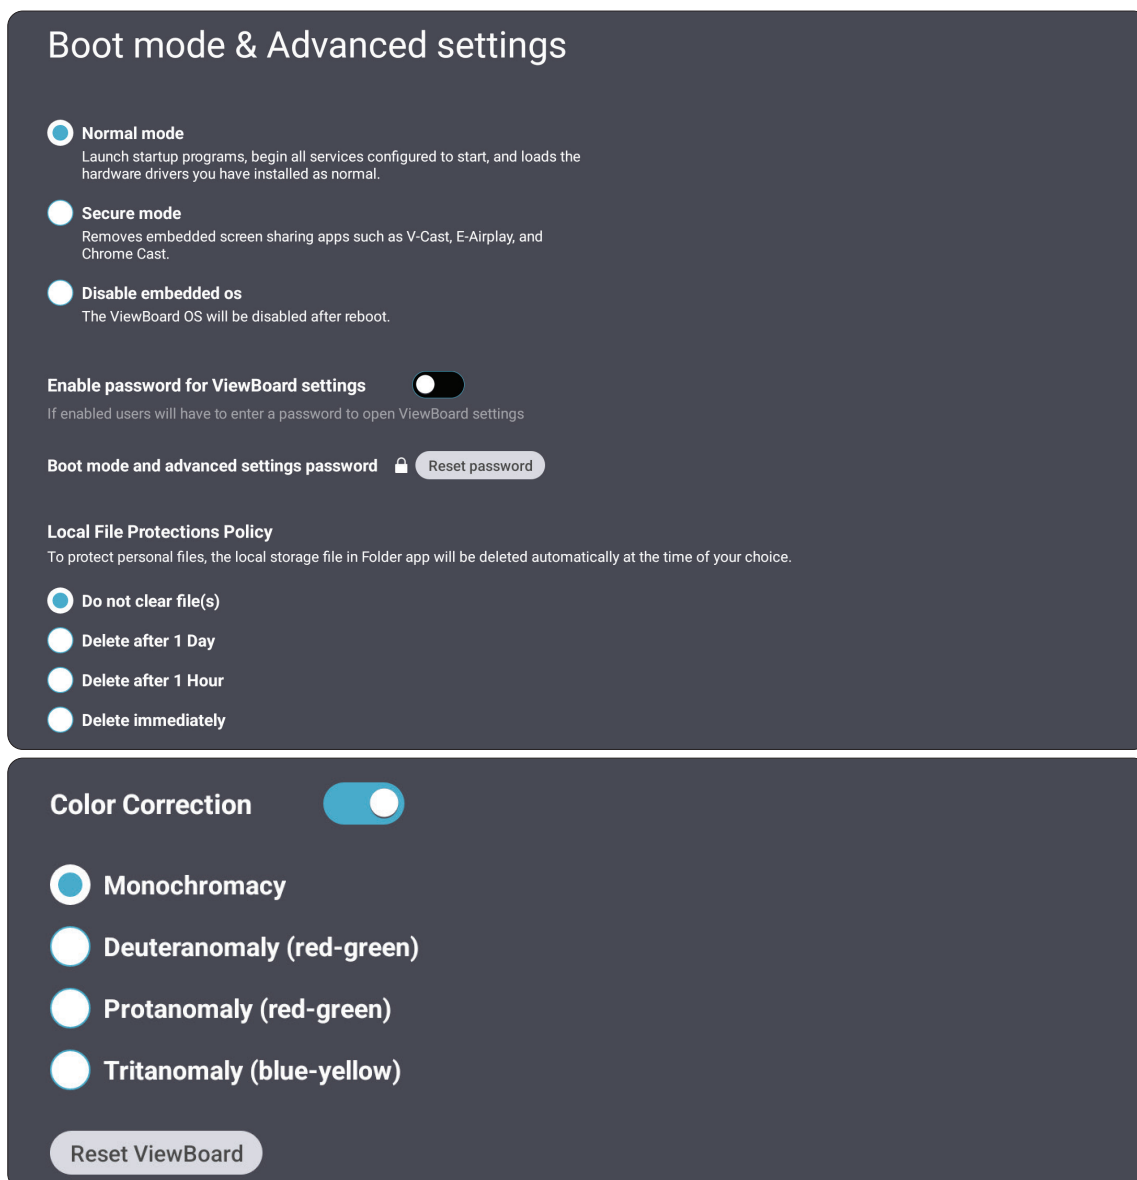 Boot mode & Advanced settings
Normal mode
Launch startup programs, begin all services configured to start, and loads the
hardware drivers you have installed as normal.
Secure mode
Removes embedded screen sharing apps such as V-Cast, E-Airplay, and
Chrome Cast.
Disable embedded os
The ViewBoard OS will be disabled after reboot.
Enable password for ViewBoard settings
If enabled users will have to enter a password to open ViewBoard settings
Boot mode and advanced settings password Reset password
Local File Protections Policy
To protect personal files, the local storage file in Folder app will be deleted automatically at the time of your choice.
Do not clear file(s)
Delete after 1 Day
Delete after 1 Hour
Delete immediately
Color Correction
Monochromacy
Deuteranomaly (red-green)
Protanomaly (red-green)
Tritanomaly (blue-yellow)
Reset ViewBoard